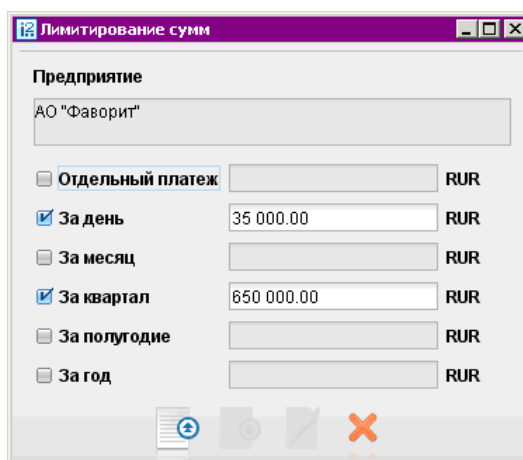 Лимитирование сумм
Предприятие
АО "Фаворит"
Отдельный платеж RUR
За день 35 000.00 RUR
За месяц RUR
За квартал 650 000.00 RUR
За полугодие RUR
За год RUR